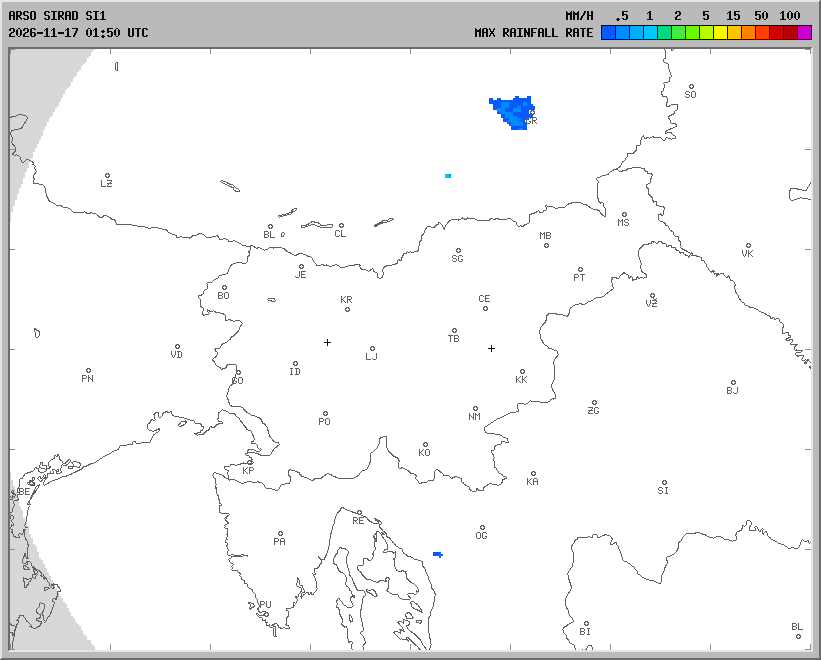 ARSO SIRAD SI1
2026-11-17 01:50 UTC
MM/H .5 1 2 5 15 50 100
MAX RAINFALL RATE
SO
GR
LZ
MS
BL
CL
MB
VK
SG
JE
PT
BO
KR
CE
VZ
TB
VD
LJ
ID
GO
PN
KK
BJ
ZG
NM
PO
KO
KP
KA
BE
SI
RE
OG
PA
PU
BI
BL